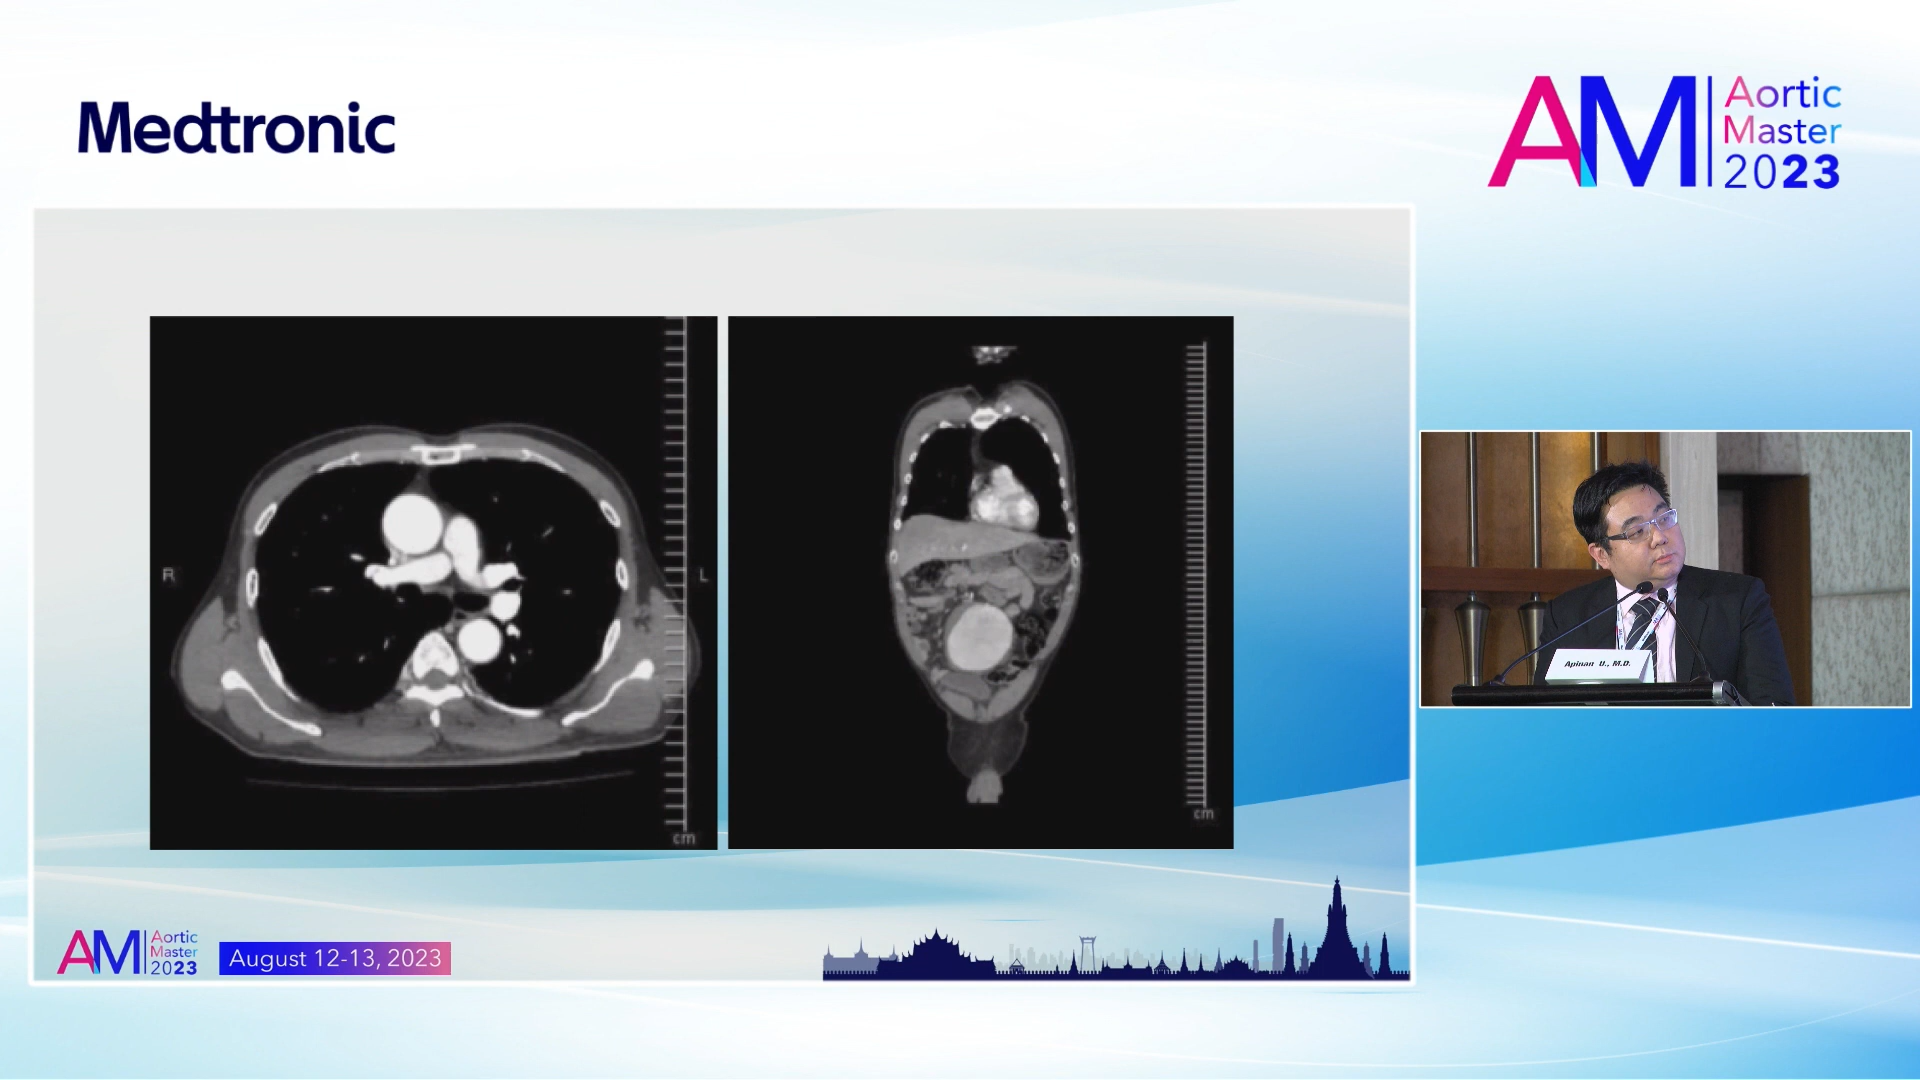 Medtronic
AM Aortic
Master
2023
R
L
cm
cm
Apinan U., M.D.
AM Aortic
Master
2023
August 12-13, 2023